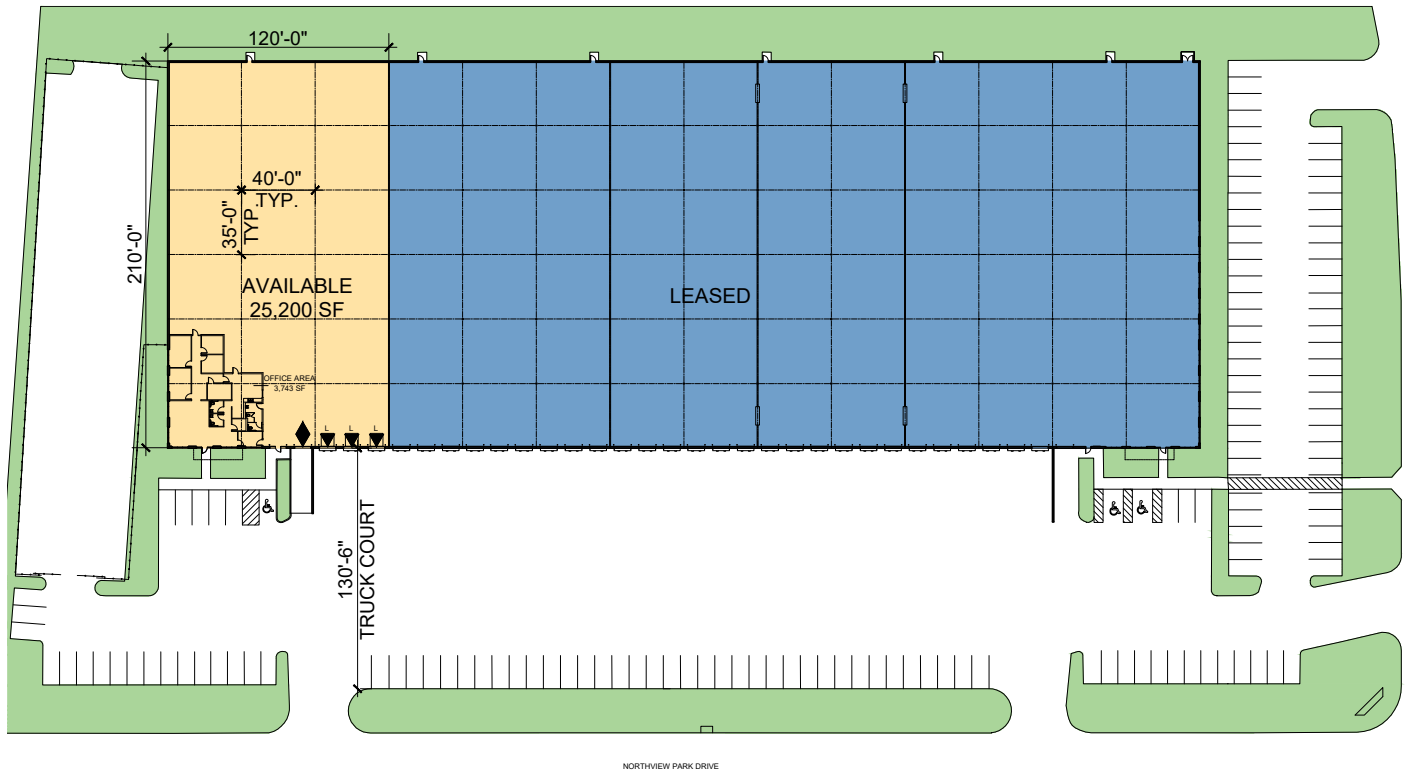 120'-0"
40'-0"
TYP.
35'-0"
TYP.
210'-0"
AVAILABLE
25,200 SF
LEASED
OFFICE AREA
3,743 SF
L
L
L
130'-6"
TRUCK COURT
NORTHVIEW PARK DRIVE